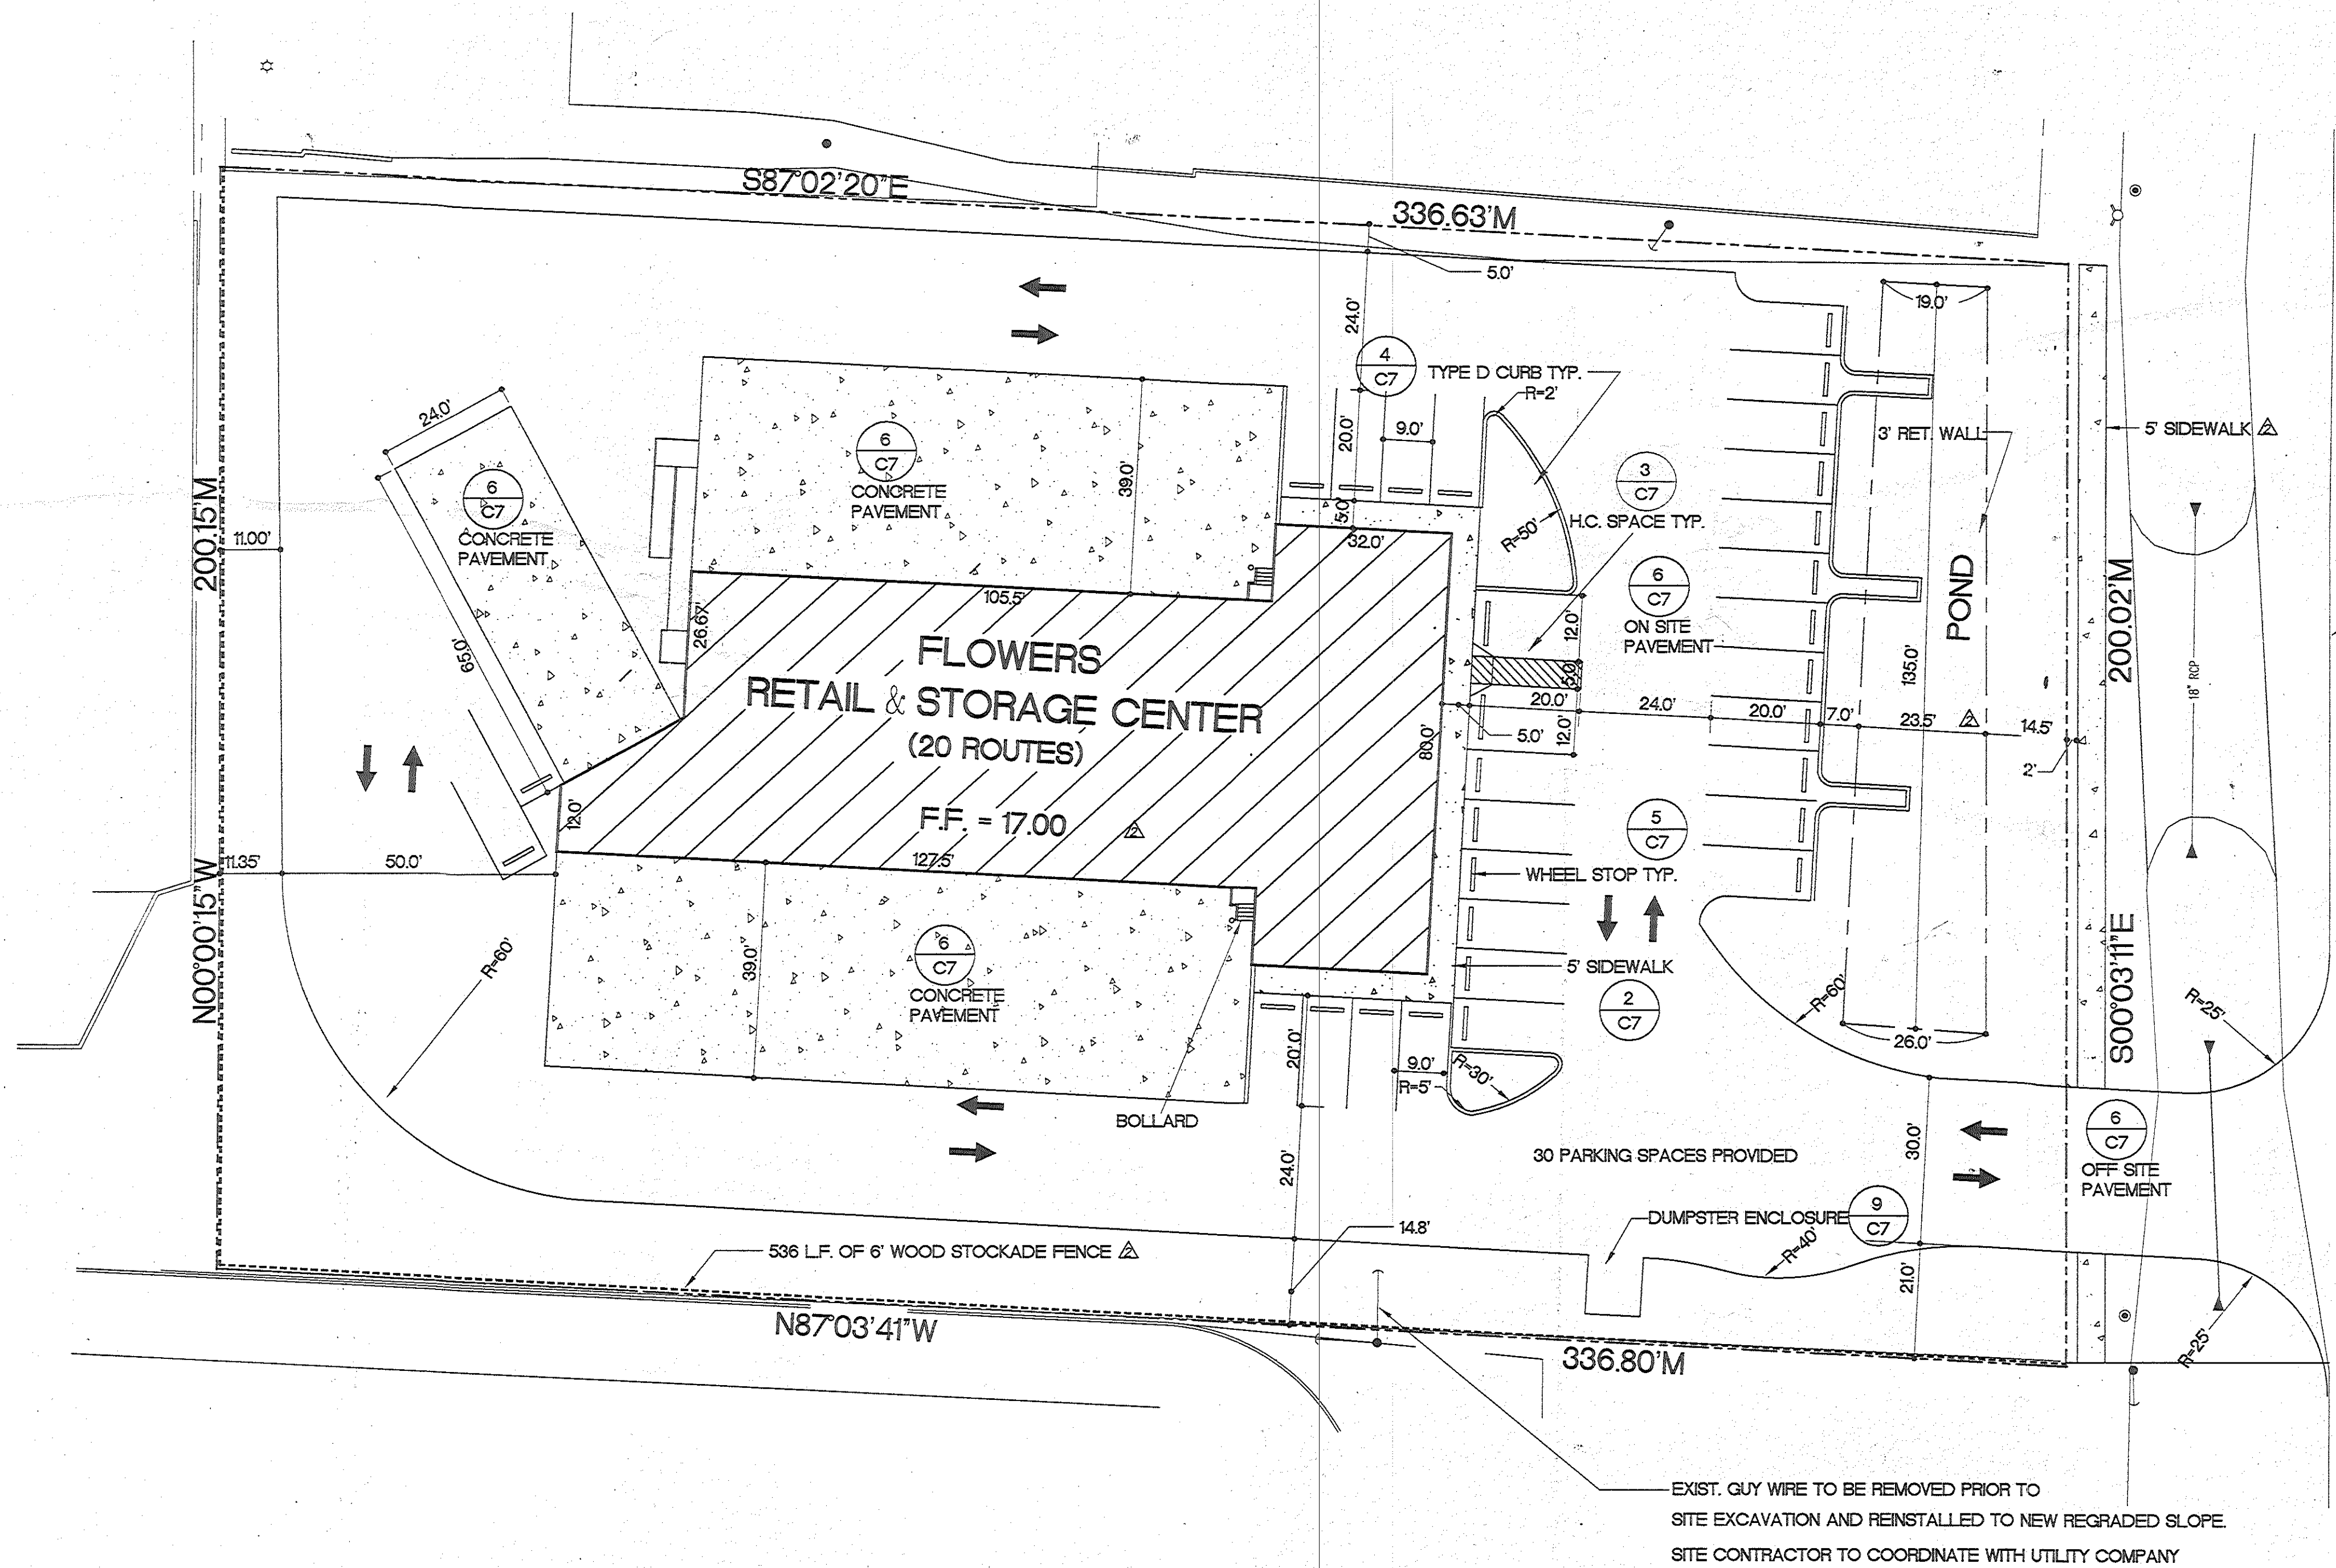 S87°02'20"E
336.63'M
5.0'
19.0'
24.0'
4
C7
TYPE D CURB TYP.
R=2'
24.0'
20.0'
9.0'
3' RET. WALL
5' SIDEWALK 2
6
C7
CONCRETE
PAVEMENT
39.0'
3
C7
H.C. SPACE TYP.
6
C7
CONCRETE
PAVEMENT
200.15'M
11.00'
5.0'
32.0'
R=50'
POND
200.02'M
105.5'
26.67'
65.0'
6
C7
ON SITE
PAVEMENT
12.0'
5.0'
135.0'
18" RCP
FLOWERS
RETAIL & STORAGE CENTER
(20 ROUTES)
F.F. = 17.00 2
20.0'
24.0'
20.0'
7.0'
23.5' 2
14.5'
5.0'
12.0'
80.0'
2'
12.0'
5
C7
127.5'
11.35'
50.0'
WHEEL STOP TYP.
N00°00'15"W
R=60'
39.0'
6
C7
CONCRETE
PAVEMENT
5' SIDEWALK
2
C7
R=60'
26.0'
S00°03'11"E
R=25'
20'.0'
9.0'
R=30'
R=5'
BOLLARD
24.0'
30 PARKING SPACES PROVIDED
30.0'
6
C7
OFF SITE
PAVEMENT
DUMPSTER ENCLOSURE
9
C7
14.8'
536 L.F. OF 6' WOOD STOCKADE FENCE 2
R=40'
21.0'
R=25'
N87°03'41"W
336.80'M
EXIST. GUY WIRE TO BE REMOVED PRIOR TO
SITE EXCAVATION AND REINSTALLED TO NEW REGRADED SLOPE.
SITE CONTRACTOR TO COORDINATE WITH UTILITY COMPANY